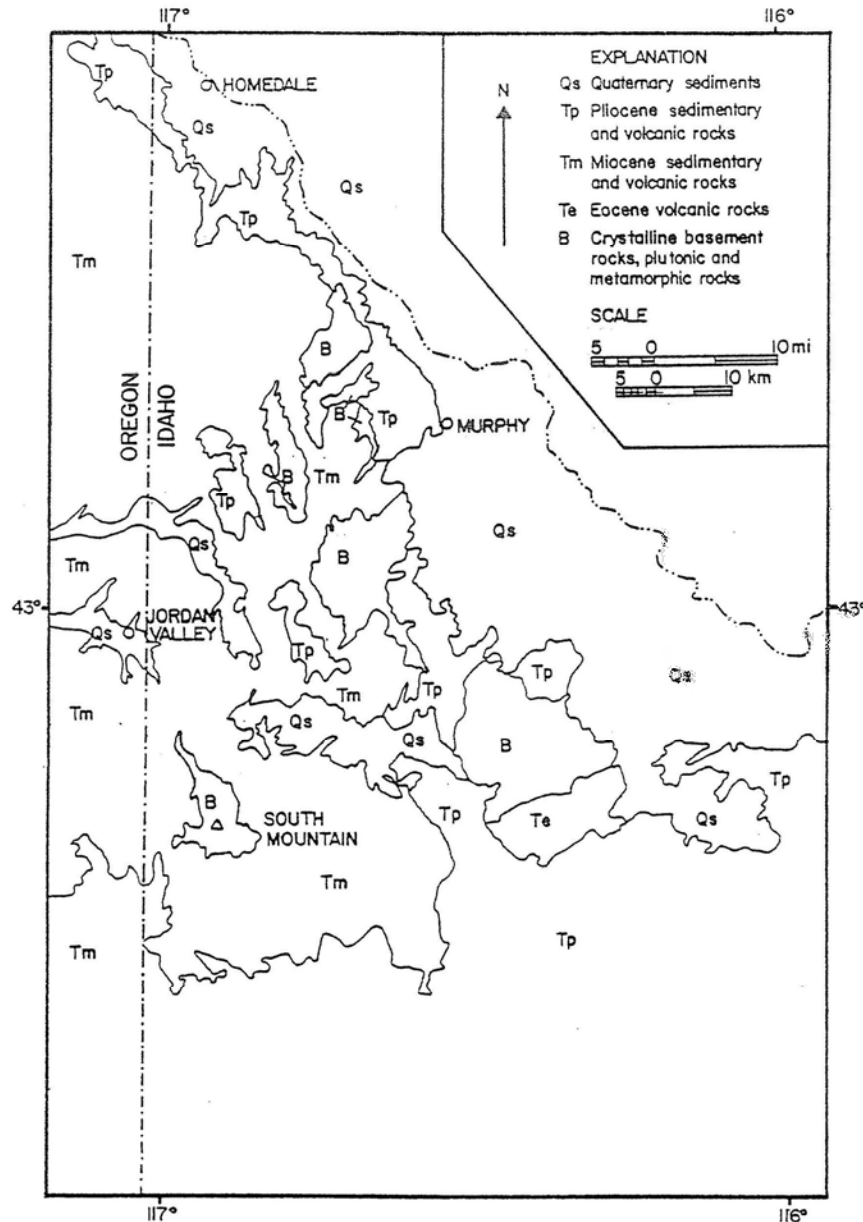 117°
116°
EXPLANATION
Qs Quaternary sediments
Tp Pliocene sedimentary
and volcanic rocks
Tm Miocene sedimentary
and volcanic rocks
Te Eocene volcanic rocks
B Crystalline basement
rocks, plutonic and
metamorphic rocks
SCALE
5 0 10 mi
5 0 10 km
N
Tp
HOMEDALE
Qs
Qs
Tp
Tm
B
OREGON
IDAHO
B
Tp
MURPHY
B
Tm
Tp
Qs
Qs
Tm
B
43°
43°
Qs
JORDAN
VALLEY
Tp
Tp
Tm
Tp
Qs
Tm
Qs
Qs
B
Tp
B
SOUTH
MOUNTAIN
Tp
Te
Qs
Tm
Tm
Tp
117°
116°